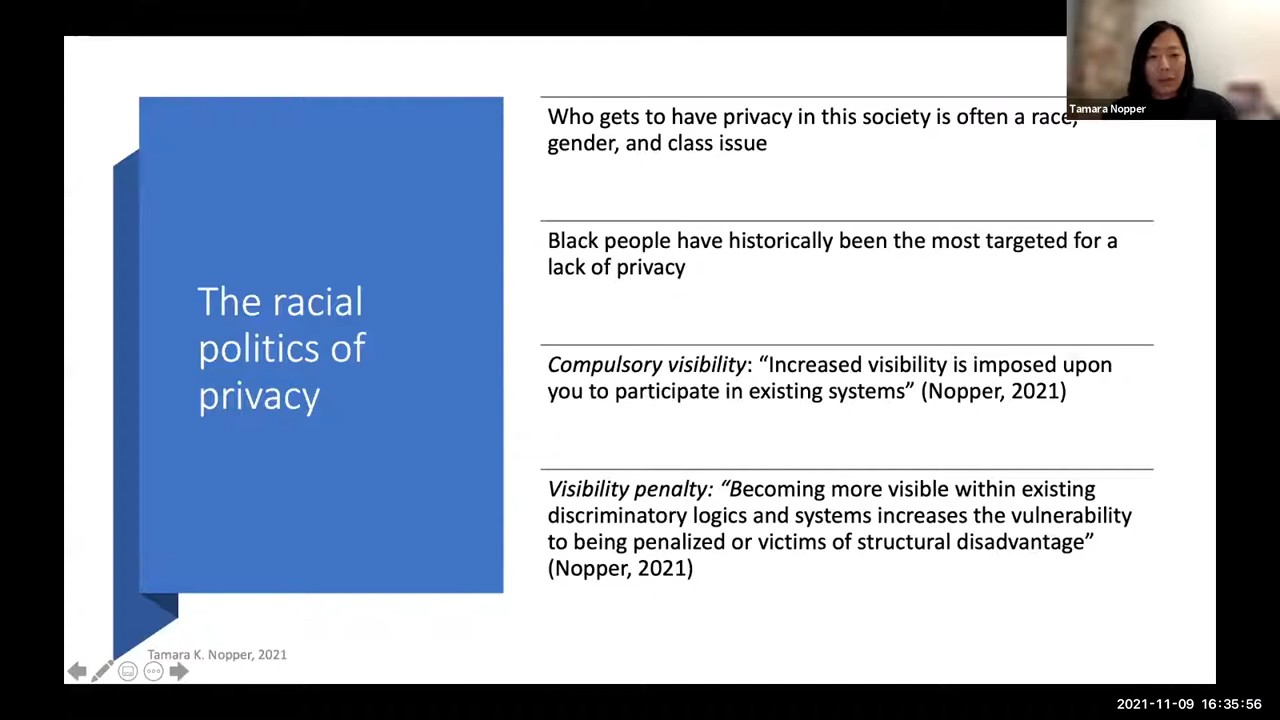 Tamara Nopper
The racial
politics of
privacy
Who gets to have privacy in this society is often a race,
gender, and class issue
Black people have historically been the most targeted for a
lack of privacy
Compulsory visibility: “Increased visibility is imposed upon
you to participate in existing systems” (Nopper, 2021)
Visibility penalty: “Becoming more visible within existing
discriminatory logics and systems increases the vulnerability
to being penalized or victims of structural disadvantage”
(Nopper, 2021)
Tamara K. Nopper, 2021
2021-11-09 16:35:56